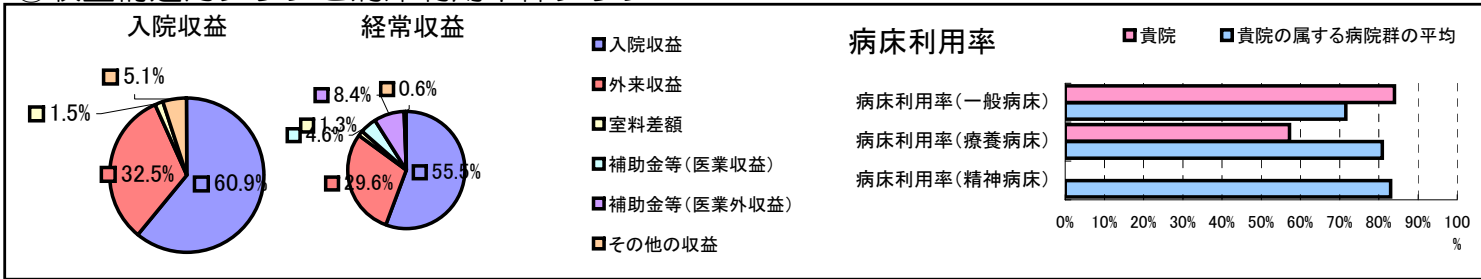 入院収益
経常収益
5.1%
1.5%
32.5%
60.9%
8.4%
0.6%
1.3%
4.6%
29.6%
55.5%
入院収益
外来収益
室料差額
補助金等(医業収益)
補助金等(医業外収益)
その他の収益
病床利用率
貴院
貴院の属する病院群の平均
病床利用率(一般病床)
病床利用率(療養病床)
病床利用率(精神病床)
0% 10% 20% 30% 40% 50% 60% 70% 80% 90% 100
%